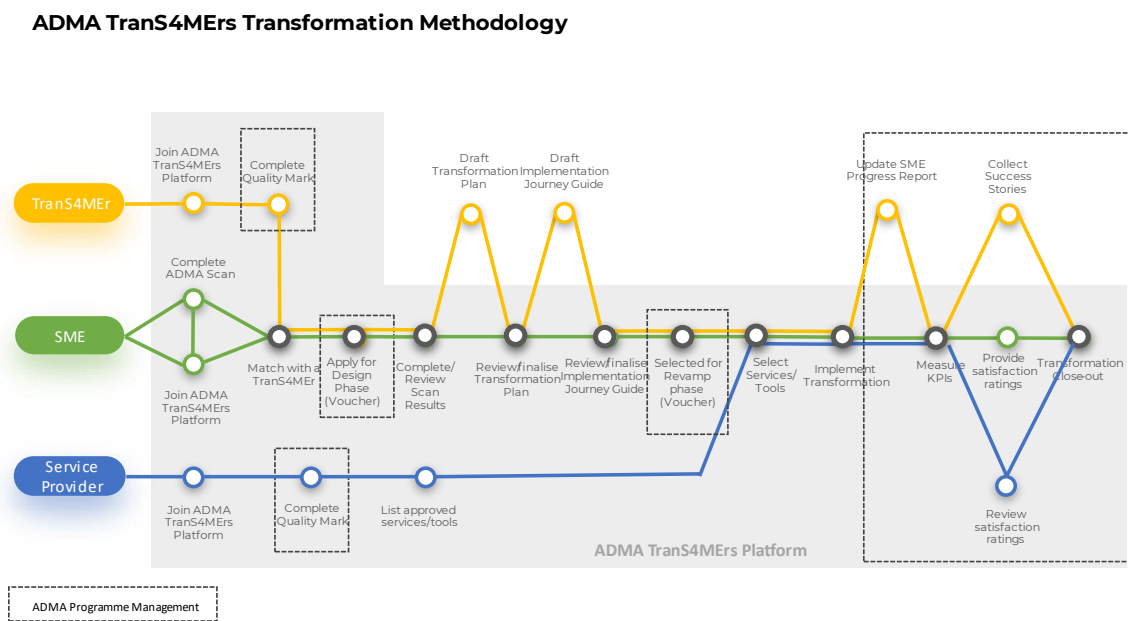 ADMA TranS4MErs Transformation Methodology
Join ADMA
TranS4MErs
Platform
Complete
Quality Mark
Draft
Transformation
Plan
Draft
Implementation
Journey Guide
Update SME
Progress Report
Collect
Success
Stories
TranS4MEr
Complete
ADMA Scan
SME
Join ADMA
TranS4MErs
Platform
Match with a
TranS4MEr
Apply for
Design
Phase
(Voucher)
Complete/
Review
Scan
Results
Review/finalise
Transformation
Plan
Review/finalise
Implementation
Journey Guide
Selected for
Revamp
phase
(Voucher)
Select
Services/
Tools
Implement
Transformation
Measure
KPIs
Provide
satisfaction
ratings
Transformation
Close-out
Service
Provider
Join ADMA
TranS4MErs
Platform
Complete
Quality Mark
List approved
services/tools
Review
satisfaction
ratings
ADMA TranS4MErs Platform
ADMA Programme Management